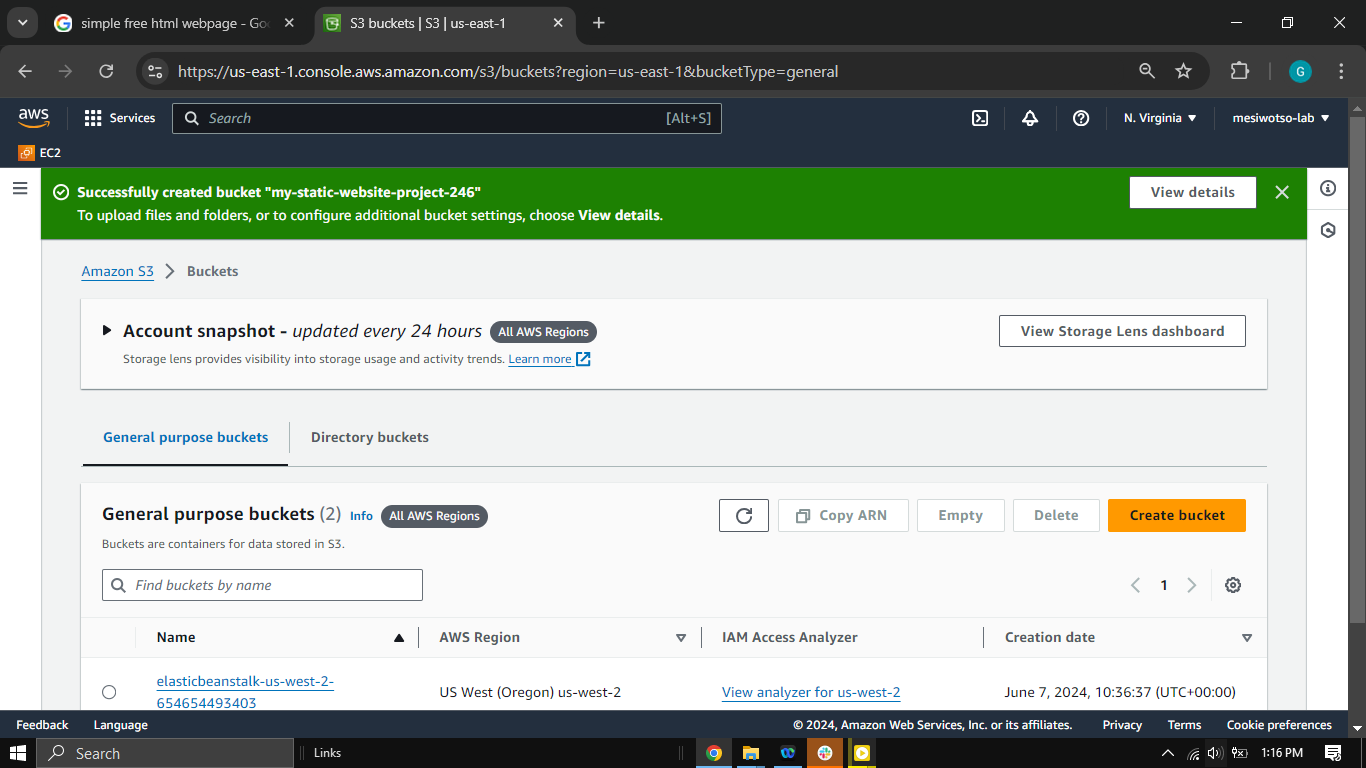 simple free html webpage - Goo
S3 buckets | S3 | us-east-1
https://us-east-1.console.aws.amazon.com/s3/buckets?region=us-east-1&bucketType=general
G
aws
Services
Search
[Alt+S]
N. Virginia
mesiwotso-lab
EC2
Successfully created bucket "my-static-website-project-246"
To upload files and folders, or to configure additional bucket settings, choose View details.
View details
Amazon S3
Buckets
Account snapshot - updated every 24 hours
All AWS Regions
Storage lens provides visibility into storage usage and activity trends. Learn more
View Storage Lens dashboard
General purpose buckets
Directory buckets
General purpose buckets (2)
Info
All AWS Regions
Buckets are containers for data stored in S3.
Copy ARN
Empty
Delete
Create bucket
Find buckets by name
1
Name
AWS Region
IAM Access Analyzer
Creation date
elasticbeanstalk-us-west-2-
654654493403
US West (Oregon) us-west-2
View analyzer for us-west-2
June 7, 2024, 10:36:37 (UTC+00:00)
Feedback
Language
© 2024, Amazon Web Services, Inc. or its affiliates.
Privacy
Terms
Cookie preferences
Search
Links
1:16 PM